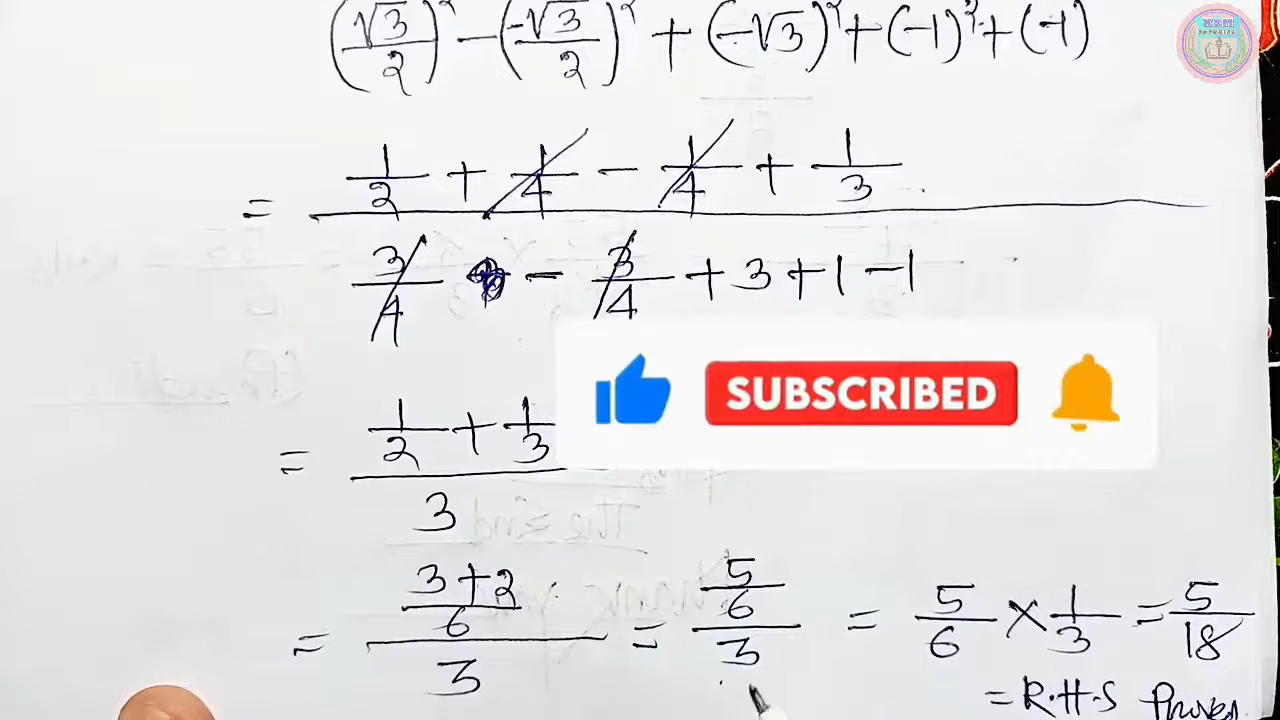 (√3/2)² - (-√3/2)² + (-√3)² + (-1)² + (-1)
= (1/2 + 1/4 - 1/4 + 1/3) / (3/4 - 3/4 + 3 + 1 - 1)
= (1/2 + 1/3) / 3
SUBSCRIBED
= ((3+2)/6) / 3 = (5/6) / 3 = 5/6 × 1/3 = 5/18
= R.H.S Proved.
KSM